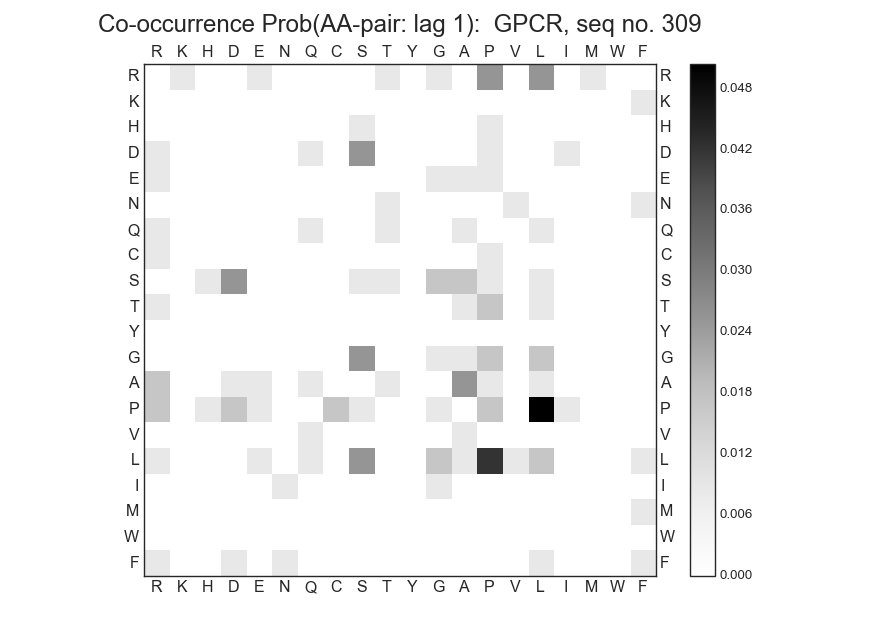 Co-occurrence Prob(AA-pair: lag 1):  GPCR, seq no. 309
R K H D E N Q C S T Y G A P V L I M W F
R R
K K
H H
0.048
D D
0.042
E E
N N
0.036
Q Q
C C
0.030
S S
T T
0.024
Y Y
G G
0.018
A A
P P
0.012
V V
L L
0.006
I I
M M
W W
F F
0.000
R K H D E N Q C S T Y G A P V L I M W F